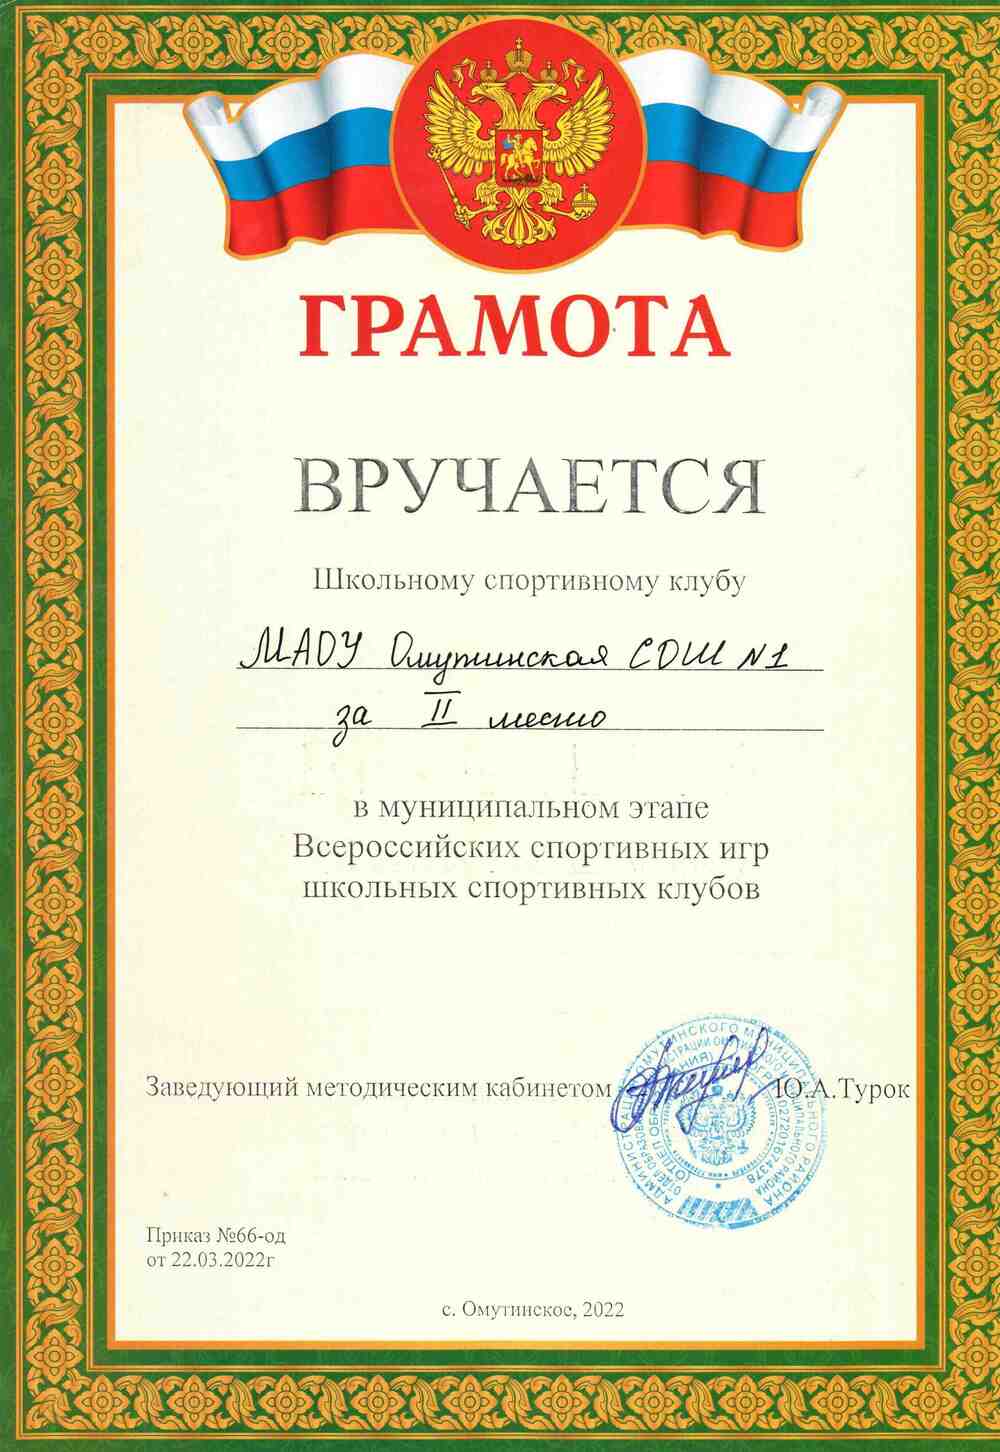 ГРАМОТА
ВРУЧАЕТСЯ
Школьному спортивному клубу
МАОУ Омутинская СОШ №1
за II место
в муниципальном этапе
Всероссийских спортивных игр
школьных спортивных клубов
Заведующий методическим кабинетом Ю.А.Турок
Приказ №66-од
от 22.03.2022г
с. Омутинское, 2022